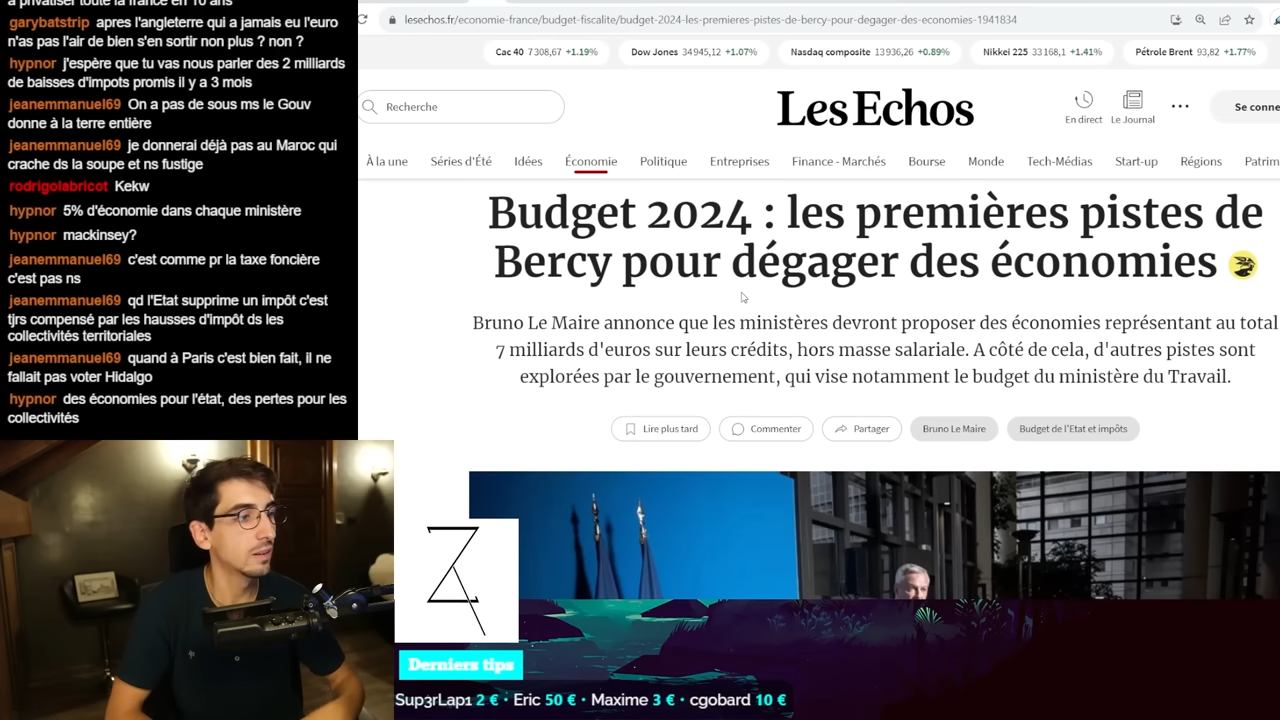 a privatiser toute la france en 10 ans
garybatstrip apres l'angleterre qui a jamais eu l'euro
n'as pas l'air de bien s'en sortir non plus ? non ?
hypnor j'espère que tu vas nous parler des 2 milliards
de baisses d'impots promis il y a 3 mois
jeanemmanuel69 On a pas de sous ms le Gouv
donne à la terre entière
jeanemmanuel69 je donnerai déjà pas au Maroc qui
crache ds la soupe et ns fustige
rodrigolabricot Kekw
hypnor 5% d'économie dans chaque ministère
hypnor mackinsey?
jeanemmanuel69 c'est comme pr la taxe foncière
c'est pas ns
jeanemmanuel69 qd l'Etat supprime un impôt c'est
tjrs compensé par les hausses d'impôt ds les
collectivités territoriales
jeanemmanuel69 quand à Paris c'est bien fait, il ne
fallait pas voter Hidalgo
hypnor des économies pour l'état, des pertes pour les
collectivités
lesechos.fr/economie-france/budget-fiscalite/budget-2024-les-premieres-pistes-de-bercy-pour-degager-des-economies-1941834
Cac 40 7308,67 +1.19% Dow Jones 34945,12 +1.07% Nasdaq composite 13936,26 +0.89% Nikkei 225 33168,1 +1.41% Pétrole Brent 93,82 +1.77%
Recherche
Les Echos
En direct Le Journal
Se conne
À la une Séries d'Été Idées Économie Politique Entreprises Finance - Marchés Bourse Monde Tech-Médias Start-up Régions Patrim
Budget 2024 : les premières pistes de
Bercy pour dégager des économies
Bruno Le Maire annonce que les ministères devront proposer des économies représentant au total
7 milliards d'euros sur leurs crédits, hors masse salariale. A côté de cela, d'autres pistes sont
explorées par le gouvernement, qui vise notamment le budget du ministère du Travail.
Lire plus tard Commenter Partager Bruno Le Maire Budget de l'Etat et impôts
Derniers tips
Sup3rLap1 2 € • Eric 50 € • Maxime 3 € • cgobard 10 €